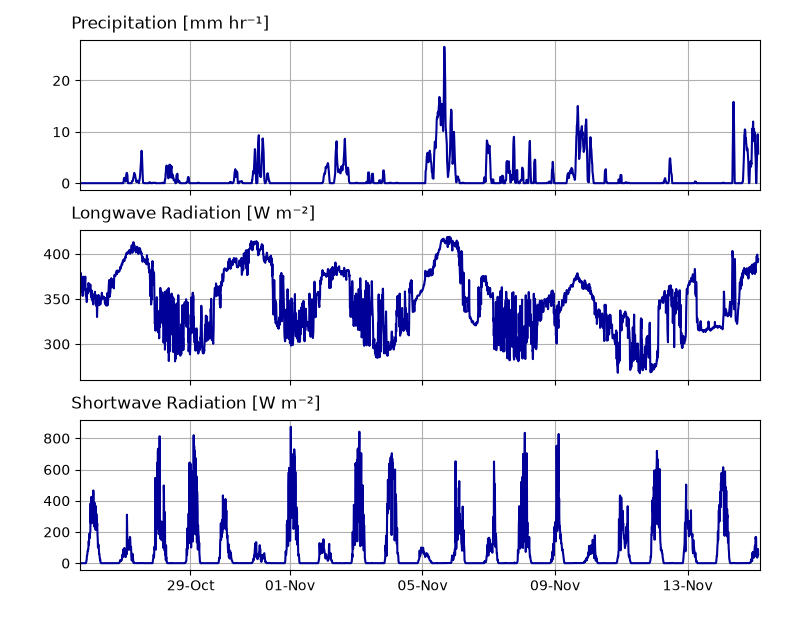 Precipitation [mm hr⁻¹]
20
10
0
Longwave Radiation [W m⁻²]
400
350
300
Shortwave Radiation [W m⁻²]
800
600
400
200
0
29-Oct 01-Nov 05-Nov 09-Nov 13-Nov